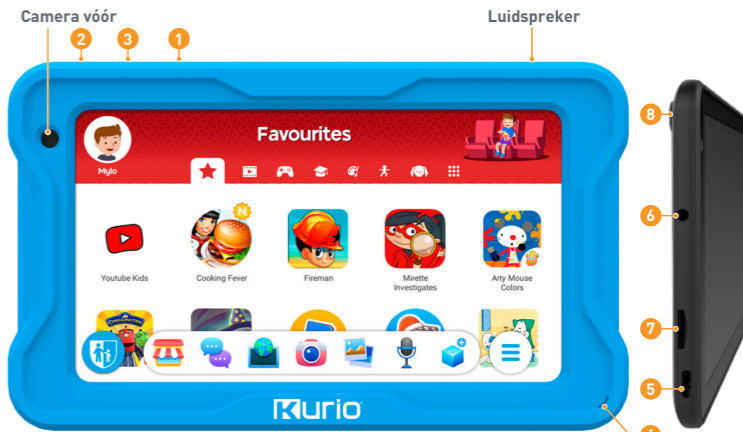 Camera vóór
Luidspreker
2
3
1
8
Favourites
Mylo
6
N
Youtube Kids
Cooking Fever
Fireman
Mirette
Investigates
Arty Mouse
Colors
7
5
Kurio